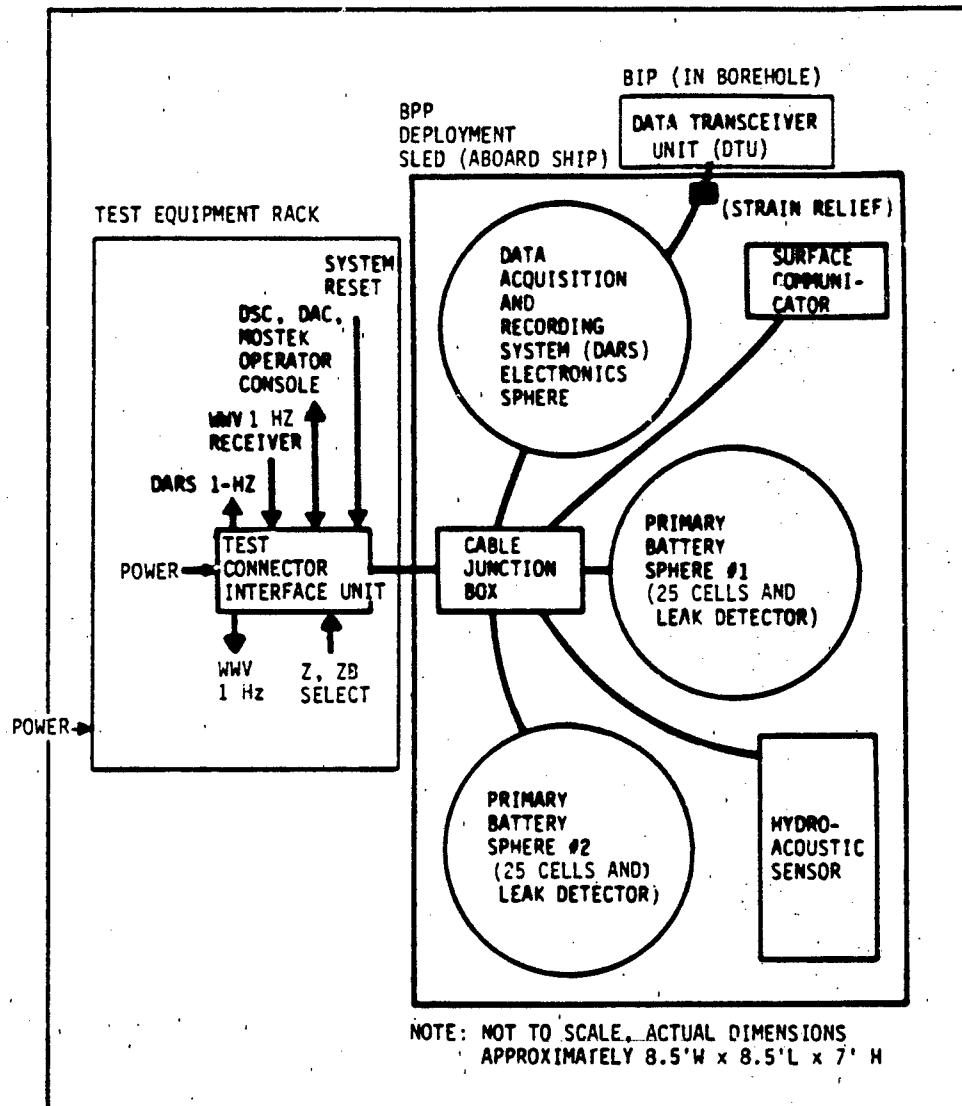 BIP (IN BOREHOLE)
DATA TRANSCEIVER
UNIT (DTU)
BPP
DEPLOYMENT
SLED (ABOARD SHIP)
(STRAIN RELIEF)
TEST EQUIPMENT RACK
SYSTEM
RESET
DSC, DAC,
MOSTEK
OPERATOR
CONSOLE
WWV 1 HZ
RECEIVER
DARS 1-HZ
POWER
TEST
CONNECTOR
INTERFACE UNIT
WWV
1 Hz
Z, ZB
SELECT
POWER
DATA
ACQUISITION
AND
RECORDING
SYSTEM (DARS)
ELECTRONICS
SPHERE
SURFACE
COMMUNI-
CATOR
CABLE
JUNCTION
BOX
PRIMARY
BATTERY
SPHERE #1
(25 CELLS AND
LEAK DETECTOR)
PRIMARY
BATTERY
SPHERE #2
(25 CELLS AND)
LEAK DETECTOR)
HYDRO-
ACOUSTIC
SENSOR
NOTE: NOT TO SCALE, ACTUAL DIMENSIONS
APPROXIMATELY 8.5'W x 8.5'L x 7' H